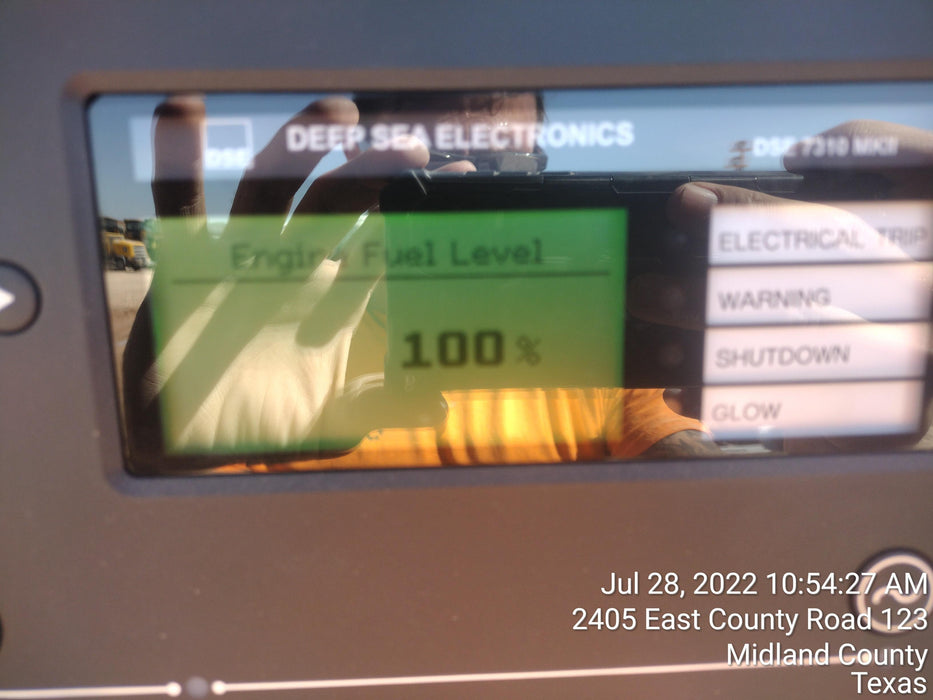 DSE
DEEP SEA ELECTRONICS
DSE 7310 MKII
Engine Fuel Level
100 %
ELECTRICAL TRIP
WARNING
SHUTDOWN
GLOW
Jul 28, 2022 10:54:27 AM
2405 East County Road 123
Midland County
Texas